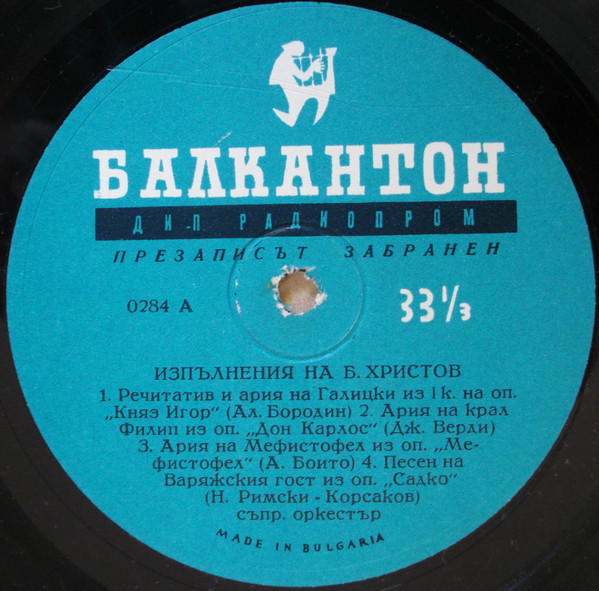 БАЛКАНТОН
ДИ-П РАДИОПРОМ
ПРЕЗАПИСЪТ ЗАБРАНЕН
0284 А
33⅓
ИЗПЪЛНЕНИЯ НА Б. ХРИСТОВ
1. Речитатив и ария на Галицки из I к. на оп.
„Княз Игор“ (Ал. Бородин) 2. Ария на крал
Филип из оп. „Дон Карлос“ (Дж. Верди)
3. Ария на Мефистофел из оп. „Ме-
фистофел“ (А. Боито) 4. Песен на
Варяжския гост из оп. „Садко“
(Н. Римски - Корсаков)
съпр. оркестър
MADE IN BULGARIA